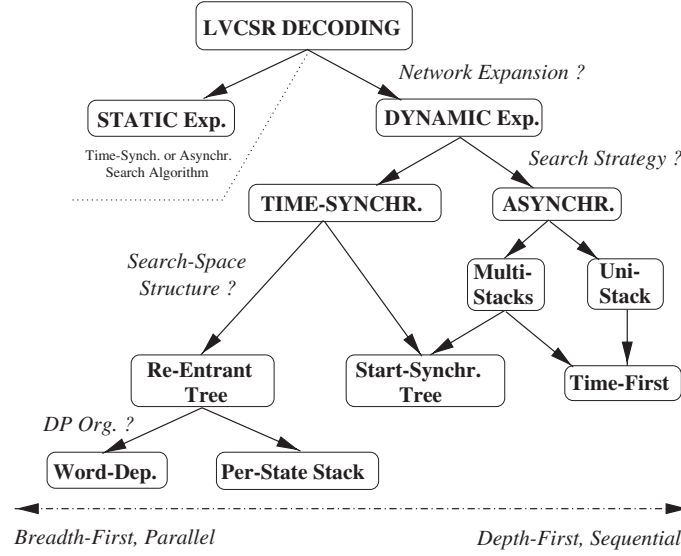 LVCSR DECODING
Network Expansion ?
STATIC Exp.
DYNAMIC Exp.
Time-Synch. or Asynchr.
Search Algorithm
Search Strategy ?
TIME-SYNCHR.
ASYNCHR.
Search-Space
Structure ?
Multi-
Stacks
Uni-
Stack
Re-Entrant
Tree
Start-Synchr.
Tree
Time-First
DP Org. ?
Word-Dep.
Per-State Stack
Breadth-First, Parallel
Depth-First, Sequential